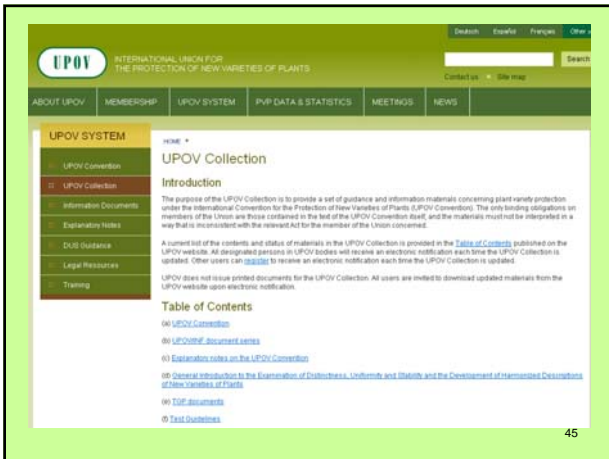 Deutsch Español Français Other
UPOV
INTERNATIONAL UNION FOR
THE PROTECTION OF NEW VARIETIES OF PLANTS
Search
Contact us Site map
ABOUT UPOV MEMBERSHIP UPOV SYSTEM PVP DATA & STATISTICS MEETINGS NEWS
UPOV SYSTEM
UPOV Convention
UPOV Collection
Information Documents
Explanatory Notes
DUS Guidance
Legal Resources
Training
HOME
UPOV Collection
Introduction
The purpose of the UPOV Collection is to provide a set of guidance and information materials concerning plant variety protection
under the International Convention for the Protection of New Varieties of Plants (UPOV Convention). The only binding obligations on
members of the Union are those contained in the text of the UPOV Convention itself, and the materials must not be interpreted in a
way that is inconsistent with the relevant Act for the member of the Union concerned.
A current list of the contents and status of materials in the UPOV Collection is provided in the Table of Contents published on the
UPOV website. All designated persons in UPOV bodies will receive an electronic notification each time the UPOV Collection is
updated. Other users can register to receive an electronic notification each time the UPOV Collection is updated.
UPOV does not issue printed documents for the UPOV Collection. All users are invited to download updated materials from the
UPOV website upon electronic notification.
Table of Contents
(a) UPOV Convention
(b) UPOV/INF document series
(c) Explanatory notes on the UPOV Convention
(d) General Introduction to the Examination of Distinctness, Uniformity and Stability and the Development of Harmonized Descriptions
of New Varieties of Plants
(e) TGP documents
(f) Test Guidelines
45